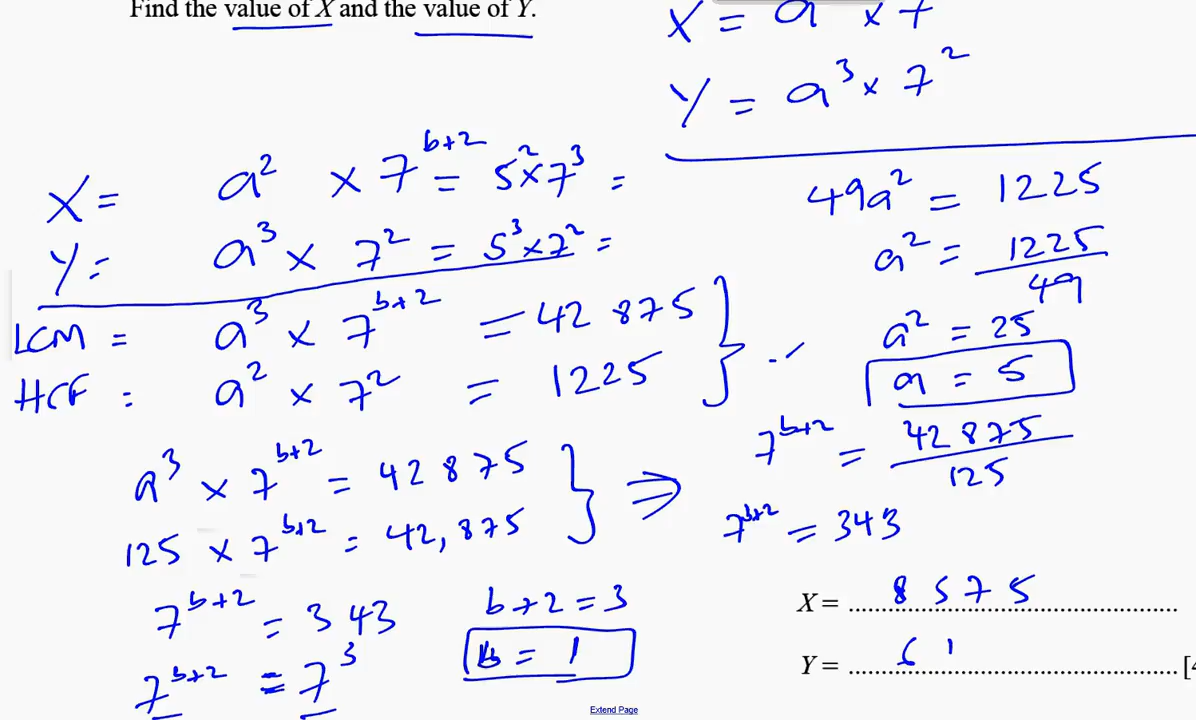 Find the value of X and the value of Y.
X = a x 7
Y = a³ x 7²
X = a² x 7^(b+2) = 5² x 7³ =
Y = a³ x 7² = 5³ x 7² =
LCM = a³ x 7^(b+2) = 42 875
HCF = a² x 7² = 1225
a³ x 7^(b+2) = 42 875
125 x 7^(b+2) = 42,875
7^(b+2) = 343
7^(b+2) = 7³
b+2 = 3
b = 1
49a² = 1225
a² = 1225/49
a² = 25
a = 5
7^(b+2) = 42 875/125
7^(b+2) = 343
X = 8575
Y = 61
[4
Extend Page